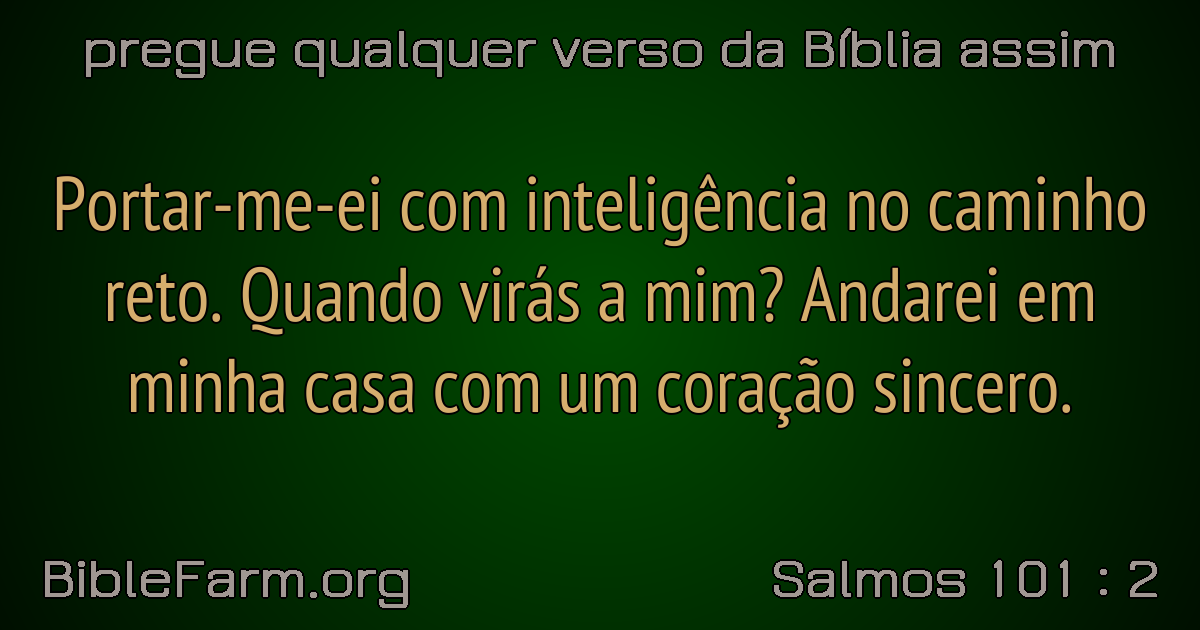 pregue qualquer verso da Bíblia assim
Portar-me-ei com inteligência no caminho
reto. Quando virás a mim? Andarei em
minha casa com um coração sincero.
BibleFarm.org
Salmos 101 : 2